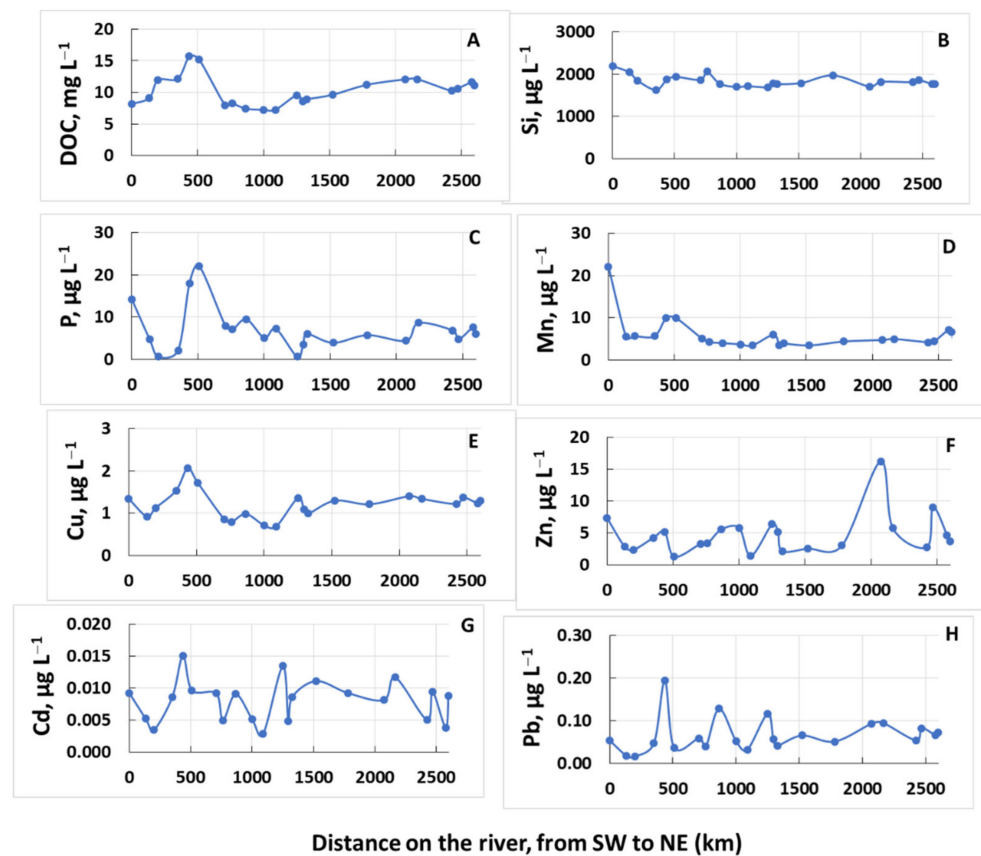 A
DOC, mg L⁻¹
20
15
10
5
0
0 500 1000 1500 2000 2500
B
Si, µg L⁻¹
3000
2000
1000
0
0 500 1000 1500 2000 2500
C
P, µg L⁻¹
30
20
10
0
0 500 1000 1500 2000 2500
D
Mn, µg L⁻¹
30
20
10
0
0 500 1000 1500 2000 2500
E
Cu, µg L⁻¹
3
2
1
0
0 500 1000 1500 2000 2500
F
Zn, µg L⁻¹
20
15
10
5
0
0 500 1000 1500 2000 2500
G
Cd, µg L⁻¹
0.020
0.015
0.010
0.005
0.000
0 500 1000 1500 2000 2500
H
Pb, µg L⁻¹
0.30
0.20
0.10
0.00
0 500 1000 1500 2000 2500
Distance on the river, from SW to NE (km)